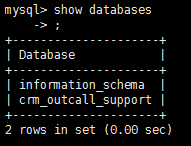 mysql> show databases
    -> ;
+--------------------+
| Database           |
+--------------------+
| information_schema |
| crm_outcall_support |
+--------------------+
2 rows in set (0.00 sec)